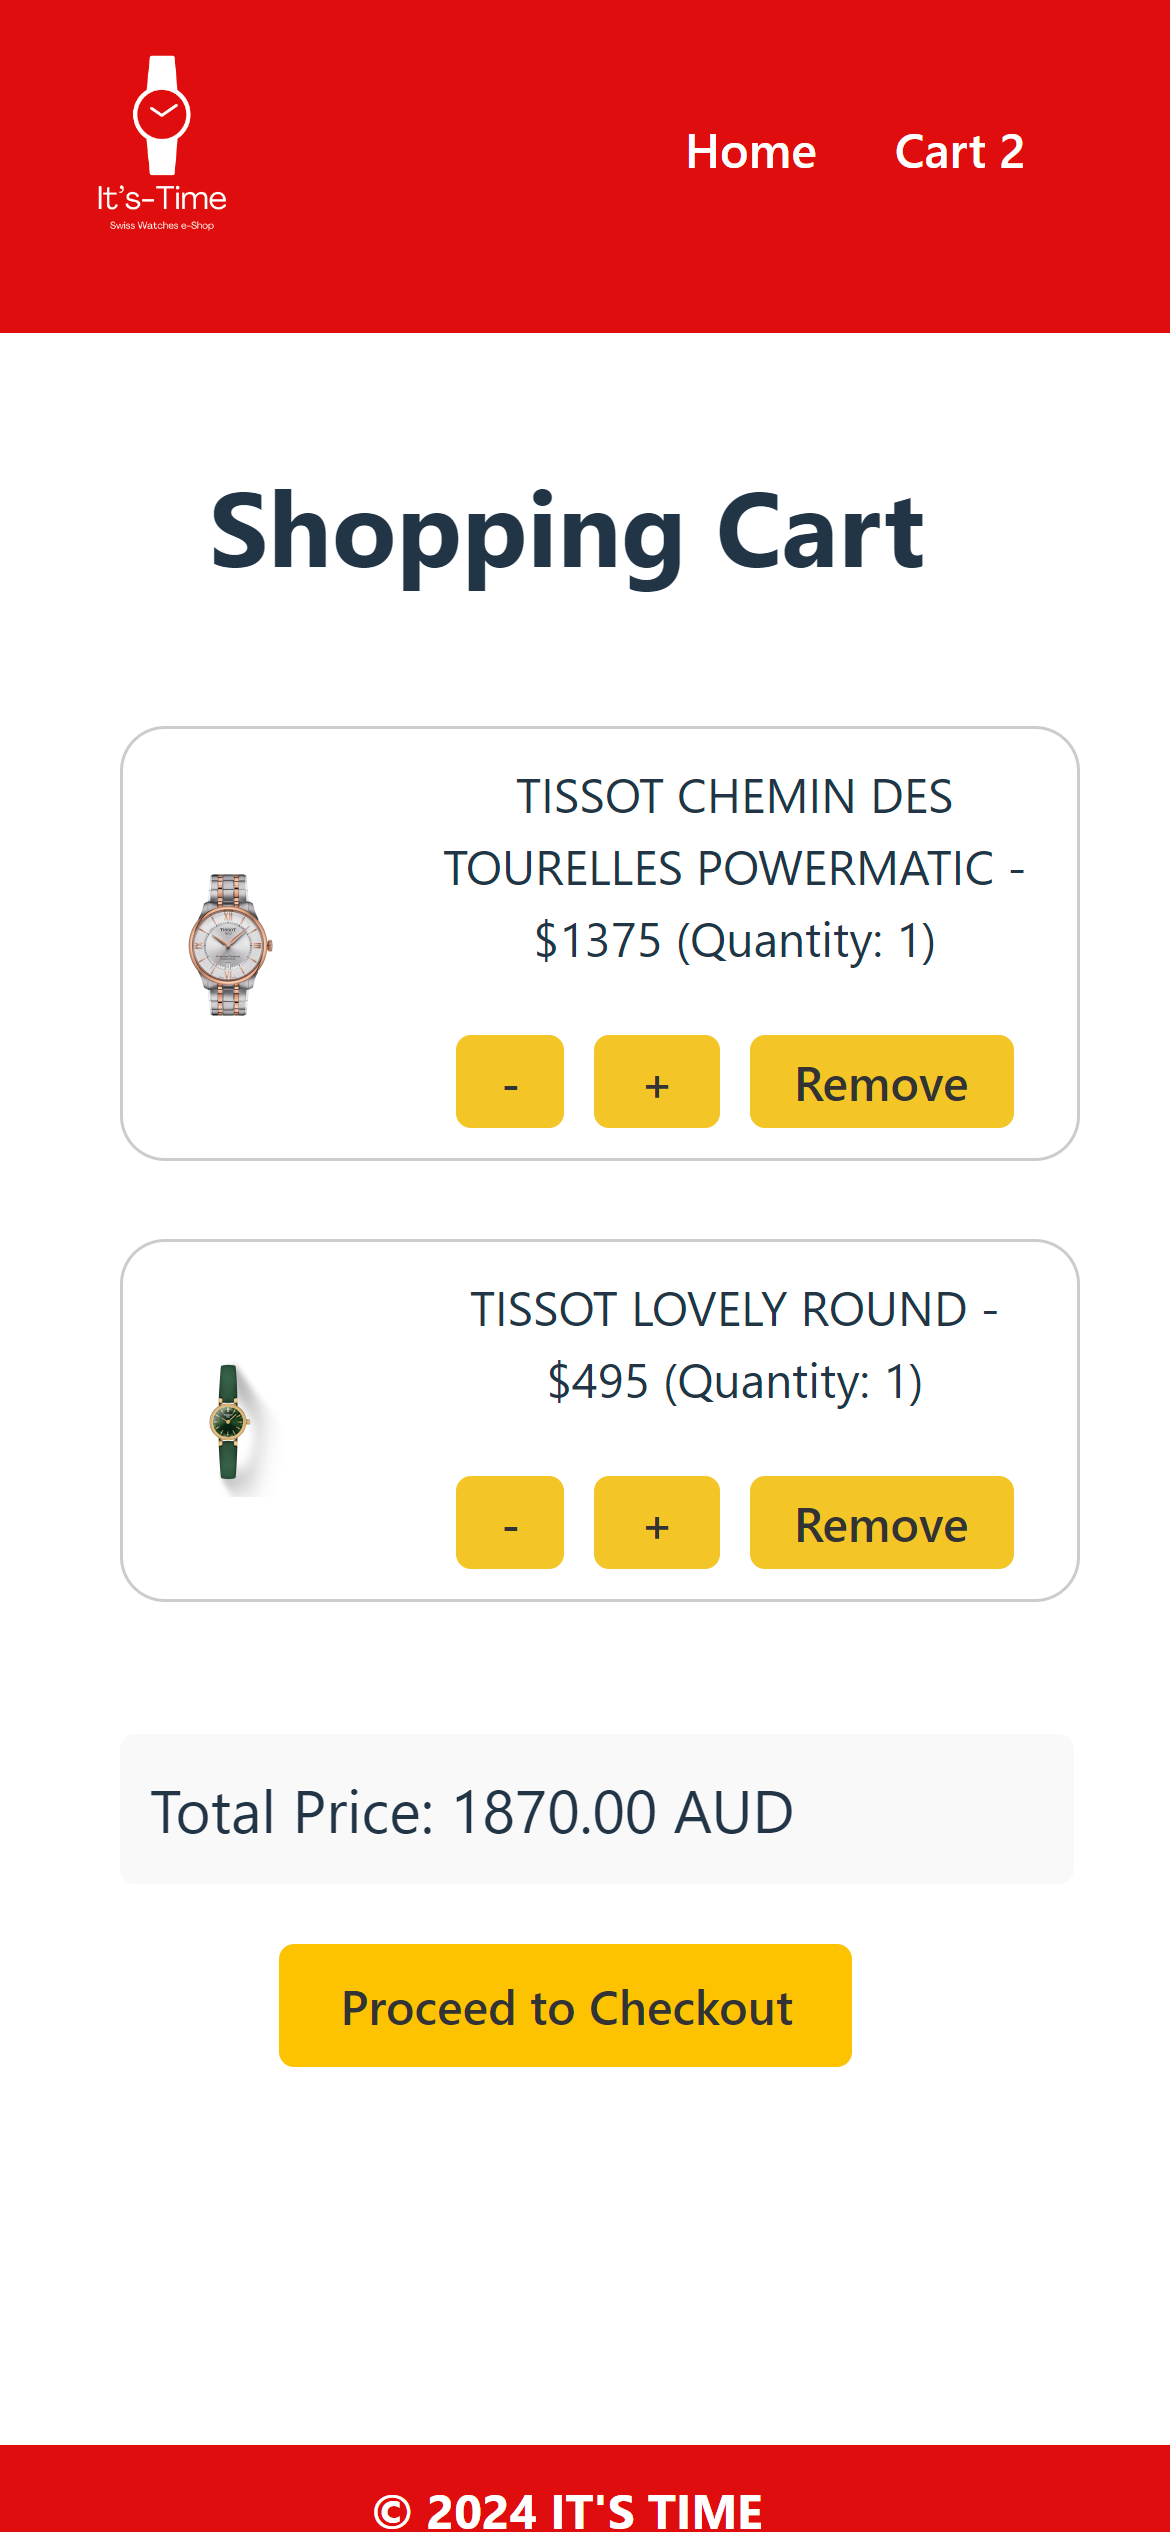 It's-Time
Swiss Watches e-Shop
Home Cart 2
Shopping Cart
TISSOT CHEMIN DES
TOURELLES POWERMATIC -
$1375 (Quantity: 1)
- + Remove
TISSOT LOVELY ROUND -
$495 (Quantity: 1)
- + Remove
Total Price: 1870.00 AUD
Proceed to Checkout
© 2024 IT'S TIME